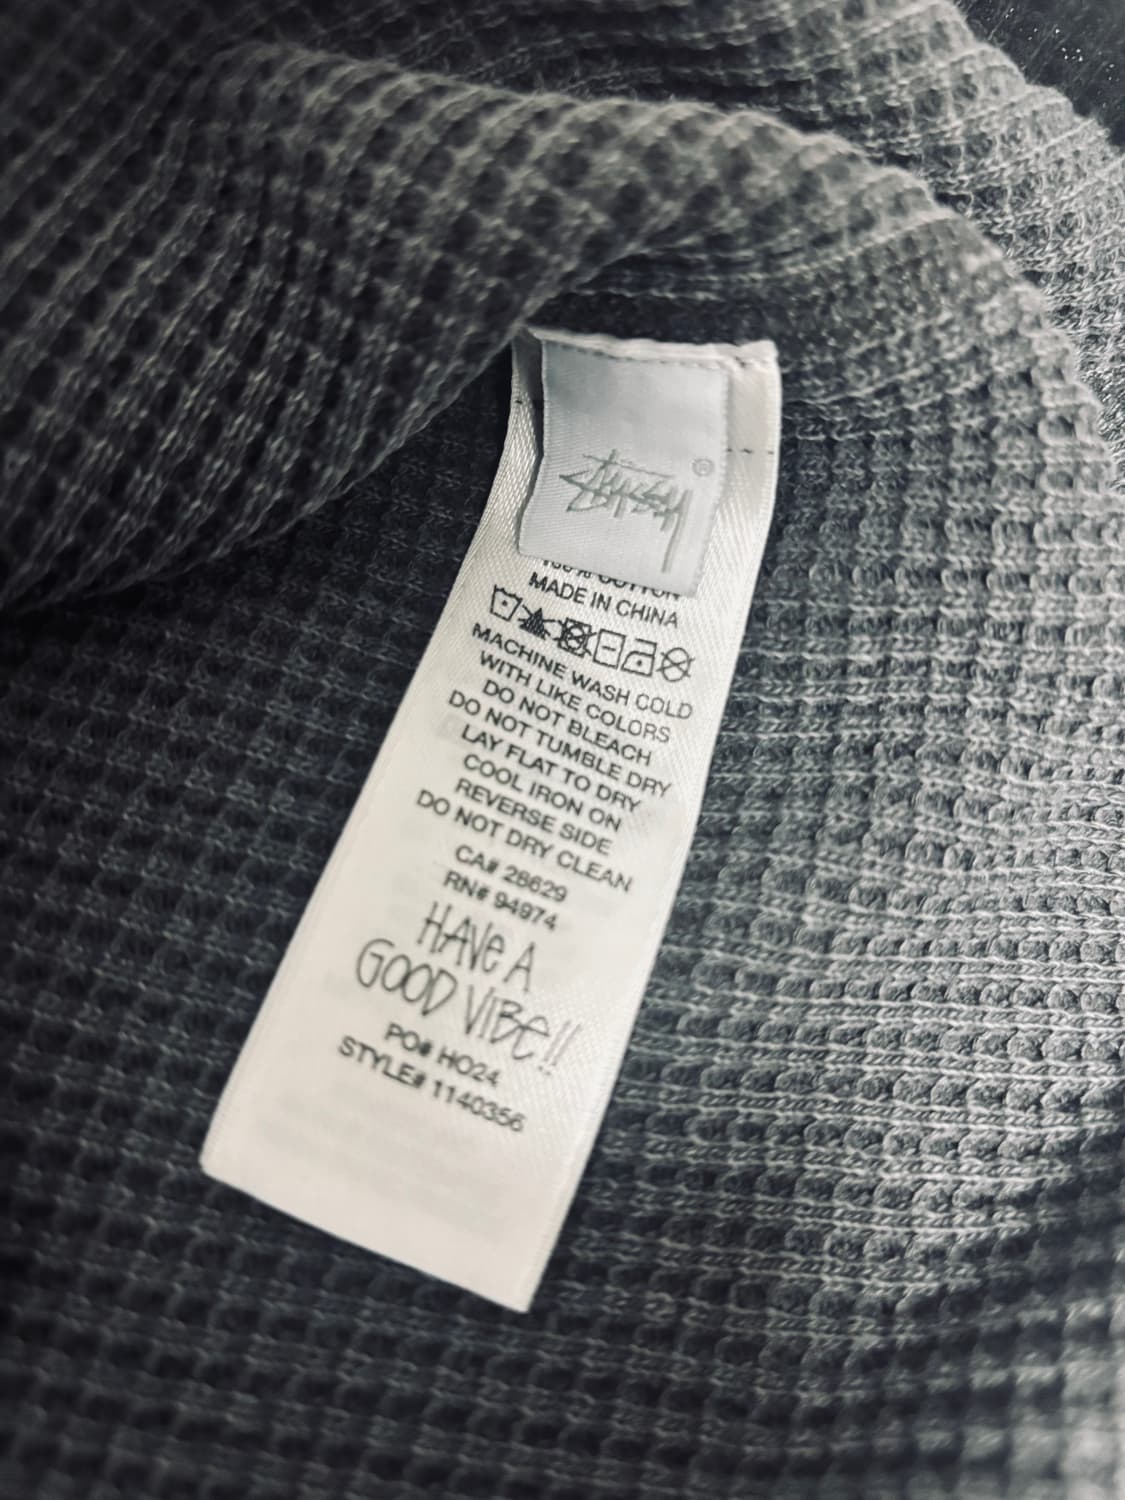 STÜSSY ®
100% COTTON
MADE IN CHINA
MACHINE WASH COLD
WITH LIKE COLORS
DO NOT BLEACH
DO NOT TUMBLE DRY
LAY FLAT TO DRY
COOL IRON ON
REVERSE SIDE
DO NOT DRY CLEAN
CA# 28629
RN# 94974
HAVE A
GOOD VIBE!!
PO# HO24
STYLE# 1140356